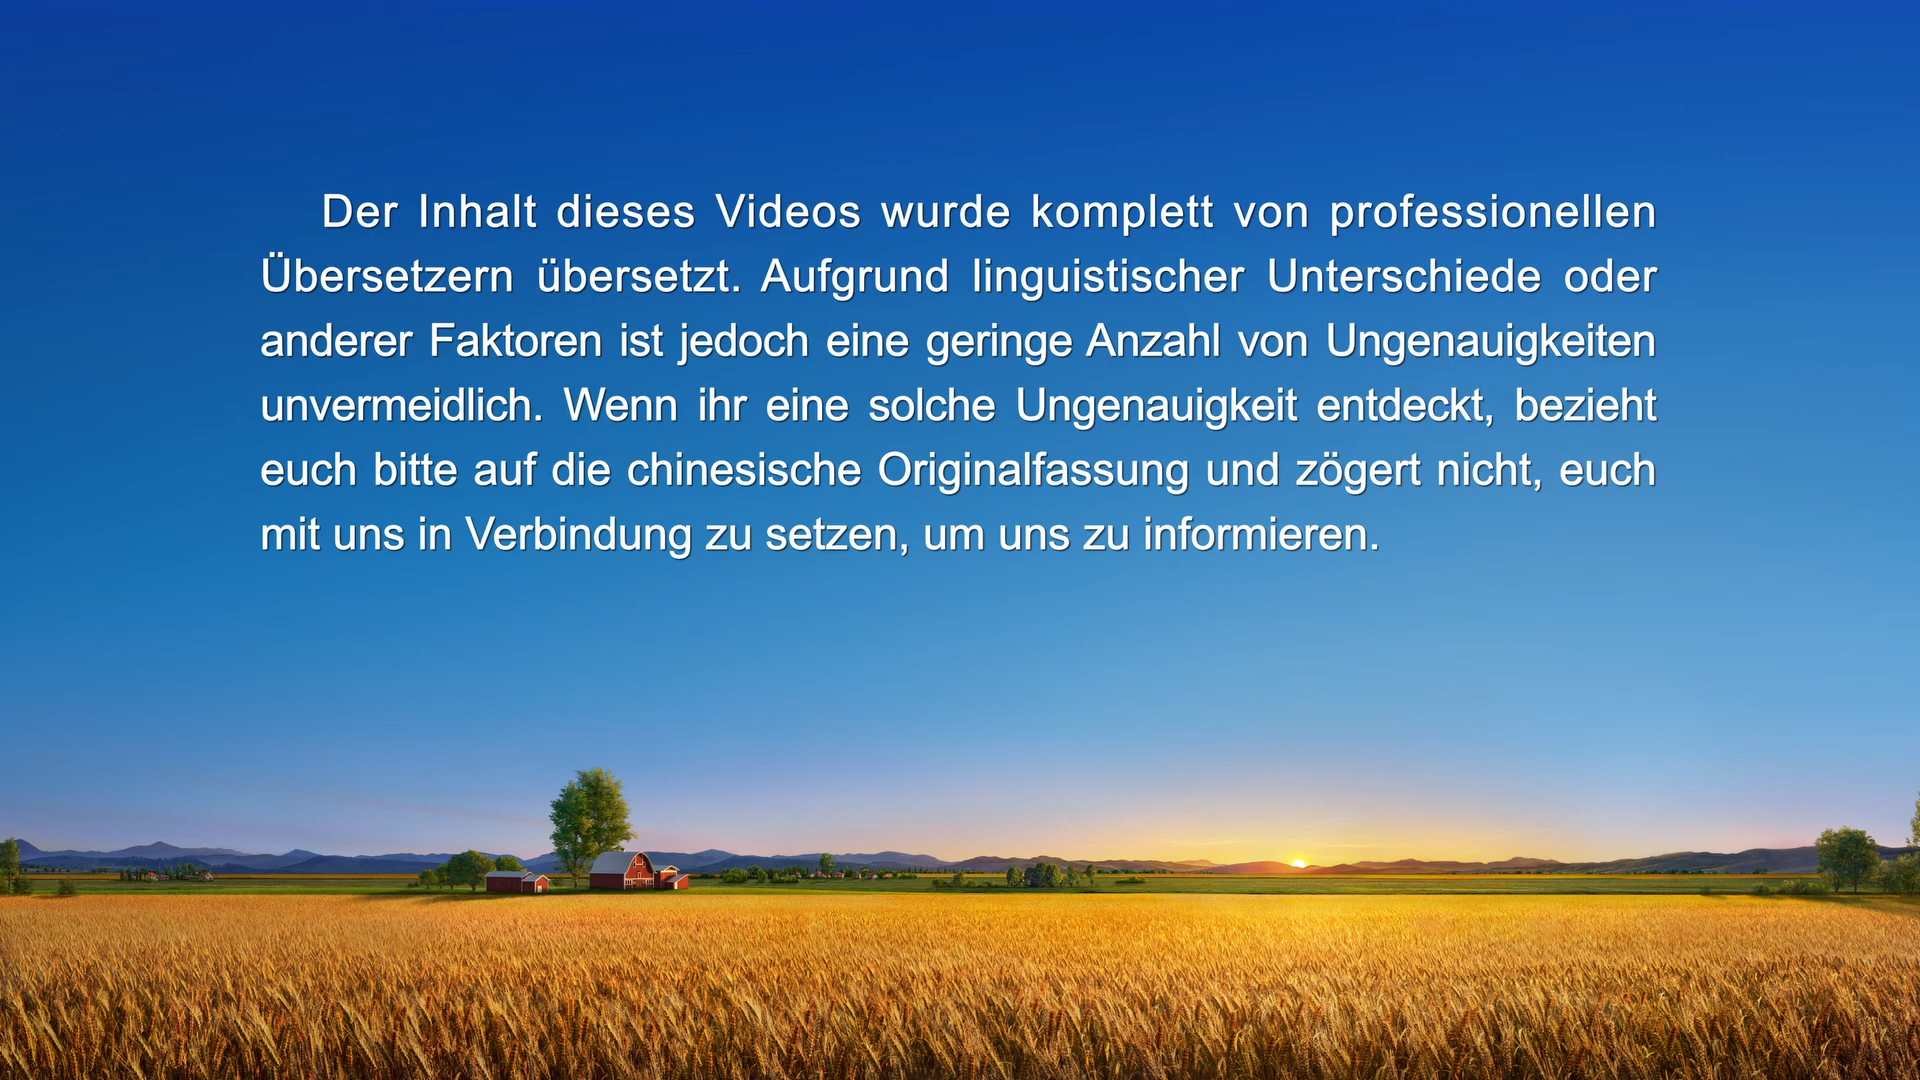 Der Inhalt dieses Videos wurde komplett von professionellen
Übersetzern übersetzt. Aufgrund linguistischer Unterschiede oder
anderer Faktoren ist jedoch eine geringe Anzahl von Ungenauigkeiten
unvermeidlich. Wenn ihr eine solche Ungenauigkeit entdeckt, bezieht
euch bitte auf die chinesische Originalfassung und zögert nicht, euch
mit uns in Verbindung zu setzen, um uns zu informieren.